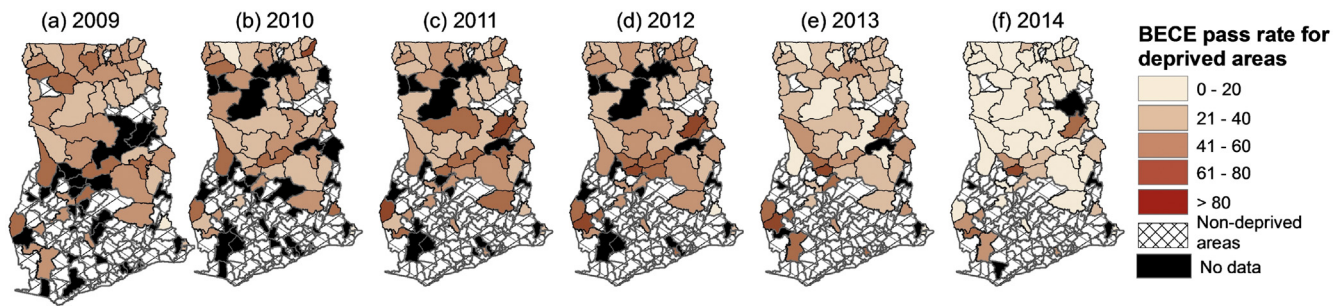 (a) 2009
(b) 2010
(c) 2011
(d) 2012
(e) 2013
(f) 2014
BECE pass rate for
deprived areas
0 - 20
21 - 40
41 - 60
61 - 80
> 80
Non-deprived
areas
No data